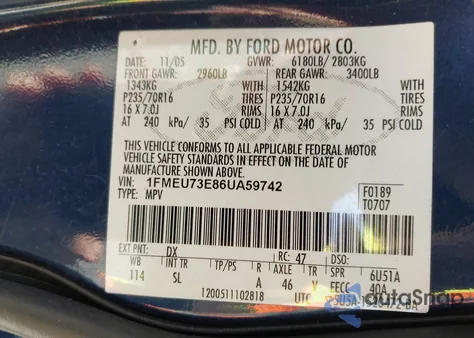 MFD. BY FORD MOTOR CO.
DATE: 11/05 GVWR: 6180LB/ 2803KG
FRONT GAWR: 2960LB REAR GAWR: 3400LB
1343KG WITH 1542KG WITH
P235/70R16 TIRES P235/70R16 TIRES
16 X 7.0J RIMS 16 X 7.0J RIMS
AT 240 kPa/ 35 PSI COLD AT 240 kPa/ 35 PSI COLD
THIS VEHICLE CONFORMS TO ALL APPLICABLE FEDERAL MOTOR
VEHICLE SAFETY AND BUMPER STANDARDS IN EFFECT ON THE DATE OF
MANUFACTURE SHOWN ABOVE.
VIN: 1FMEU73E86UA59742
TYPE: MPV
F0189
T0707
EXT PNT: DX RC: 47 DSO:
WB INT TR TP/PS R AXLE TR SPR 6U51A
114 SL A 46 V FECC 40A
1200511102818 UTC
autoSnap